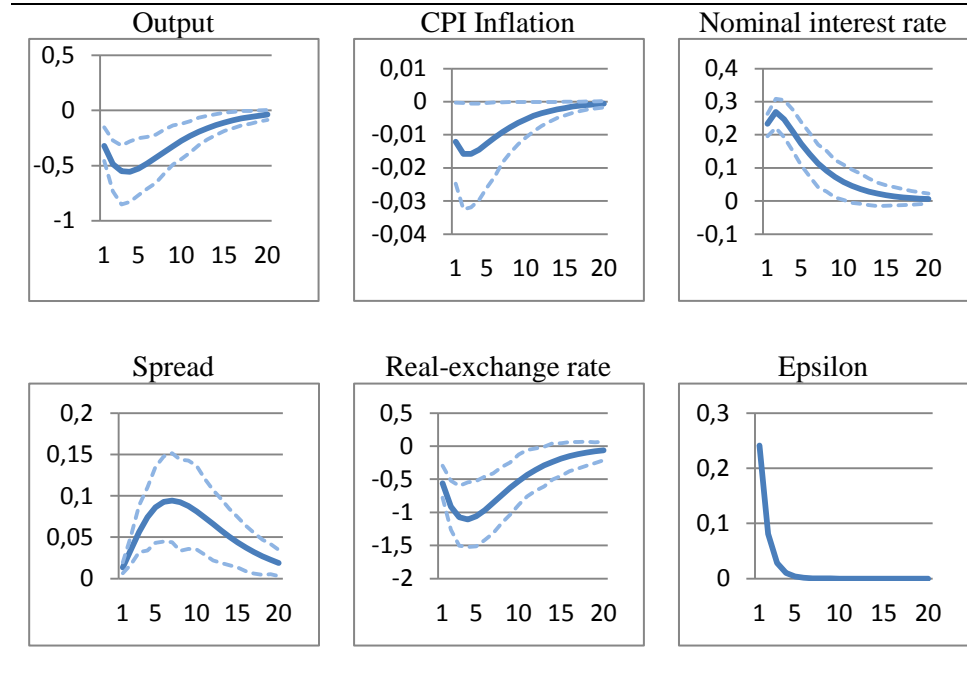 Output
0,5
0
-0,5
-1
1 5 10 15 20
CPI Inflation
0,01
0
-0,01
-0,02
-0,03
-0,04
1 5 10 15 20
Nominal interest rate
0,4
0,3
0,2
0,1
0
-0,1
1 5 10 15 20
Spread
0,2
0,15
0,1
0,05
0
1 5 10 15 20
Real-exchange rate
0,5
0
-0,5
-1
-1,5
-2
1 5 10 15 20
Epsilon
0,3
0,2
0,1
0
1 5 10 15 20